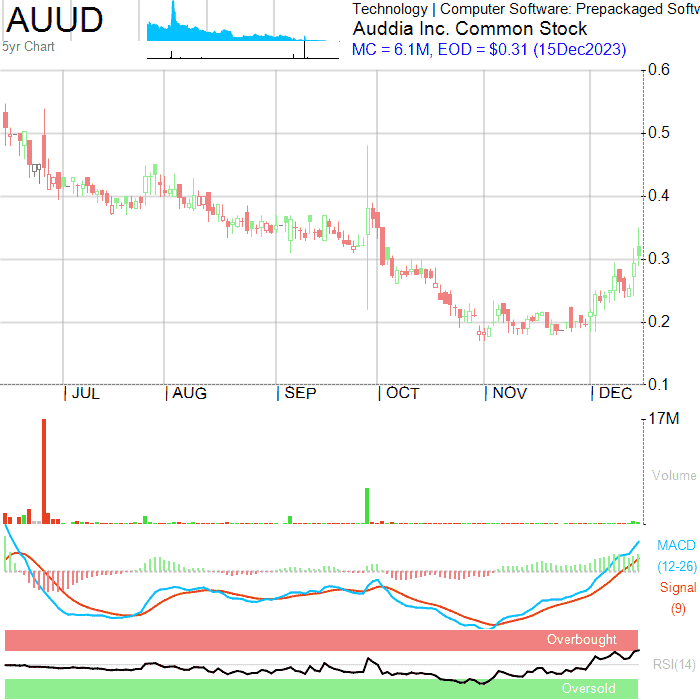 AUUD
5yr Chart
Technology | Computer Software: Prepackaged Softw
Auddia Inc. Common Stock
MC = 6.1M, EOD = $0.31 (15Dec2023)
0.6
0.5
0.4
0.3
0.2
0.1
| JUL | AUG | SEP | OCT | NOV | DEC
17M
Volume
MACD
(12-26)
Signal
(9)
Overbought
RSI(14)
Oversold